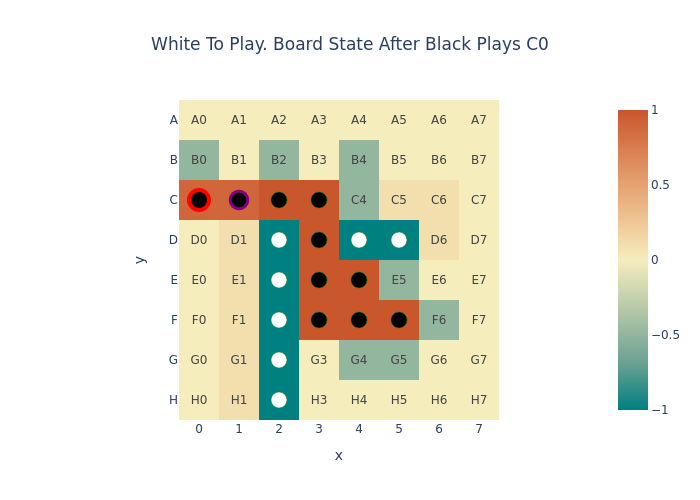 White To Play. Board State After Black Plays C0
A A0 A1 A2 A3 A4 A5 A6 A7
B B0 B1 B2 B3 B4 B5 B6 B7
C C4 C5 C6 C7
D D0 D1 D6 D7
E E0 E1 E5 E6 E7
F F0 F1 F6 F7
G G0 G1 G3 G4 G5 G6 G7
H H0 H1 H3 H4 H5 H6 H7
0 1 2 3 4 5 6 7
x
y
1
0.5
0
−0.5
−1